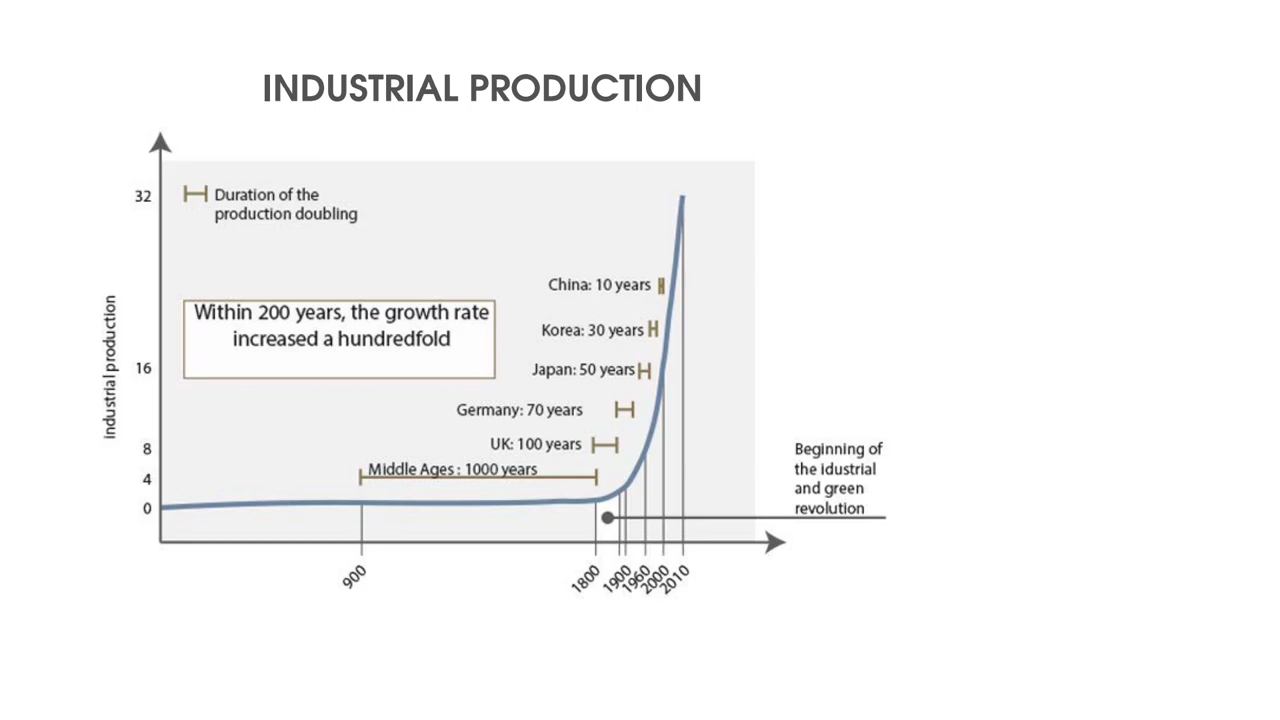 INDUSTRIAL PRODUCTION
32
Duration of the
production doubling
China: 10 years
Within 200 years, the growth rate
increased a hundredfold
Korea: 30 years
industrial production
16
Japan: 50 years
Germany: 70 years
8
UK: 100 years
Beginning of
the idustrial
and green
revolution
4
Middle Ages : 1000 years
0
900
1800
1900
1960
2000
2010